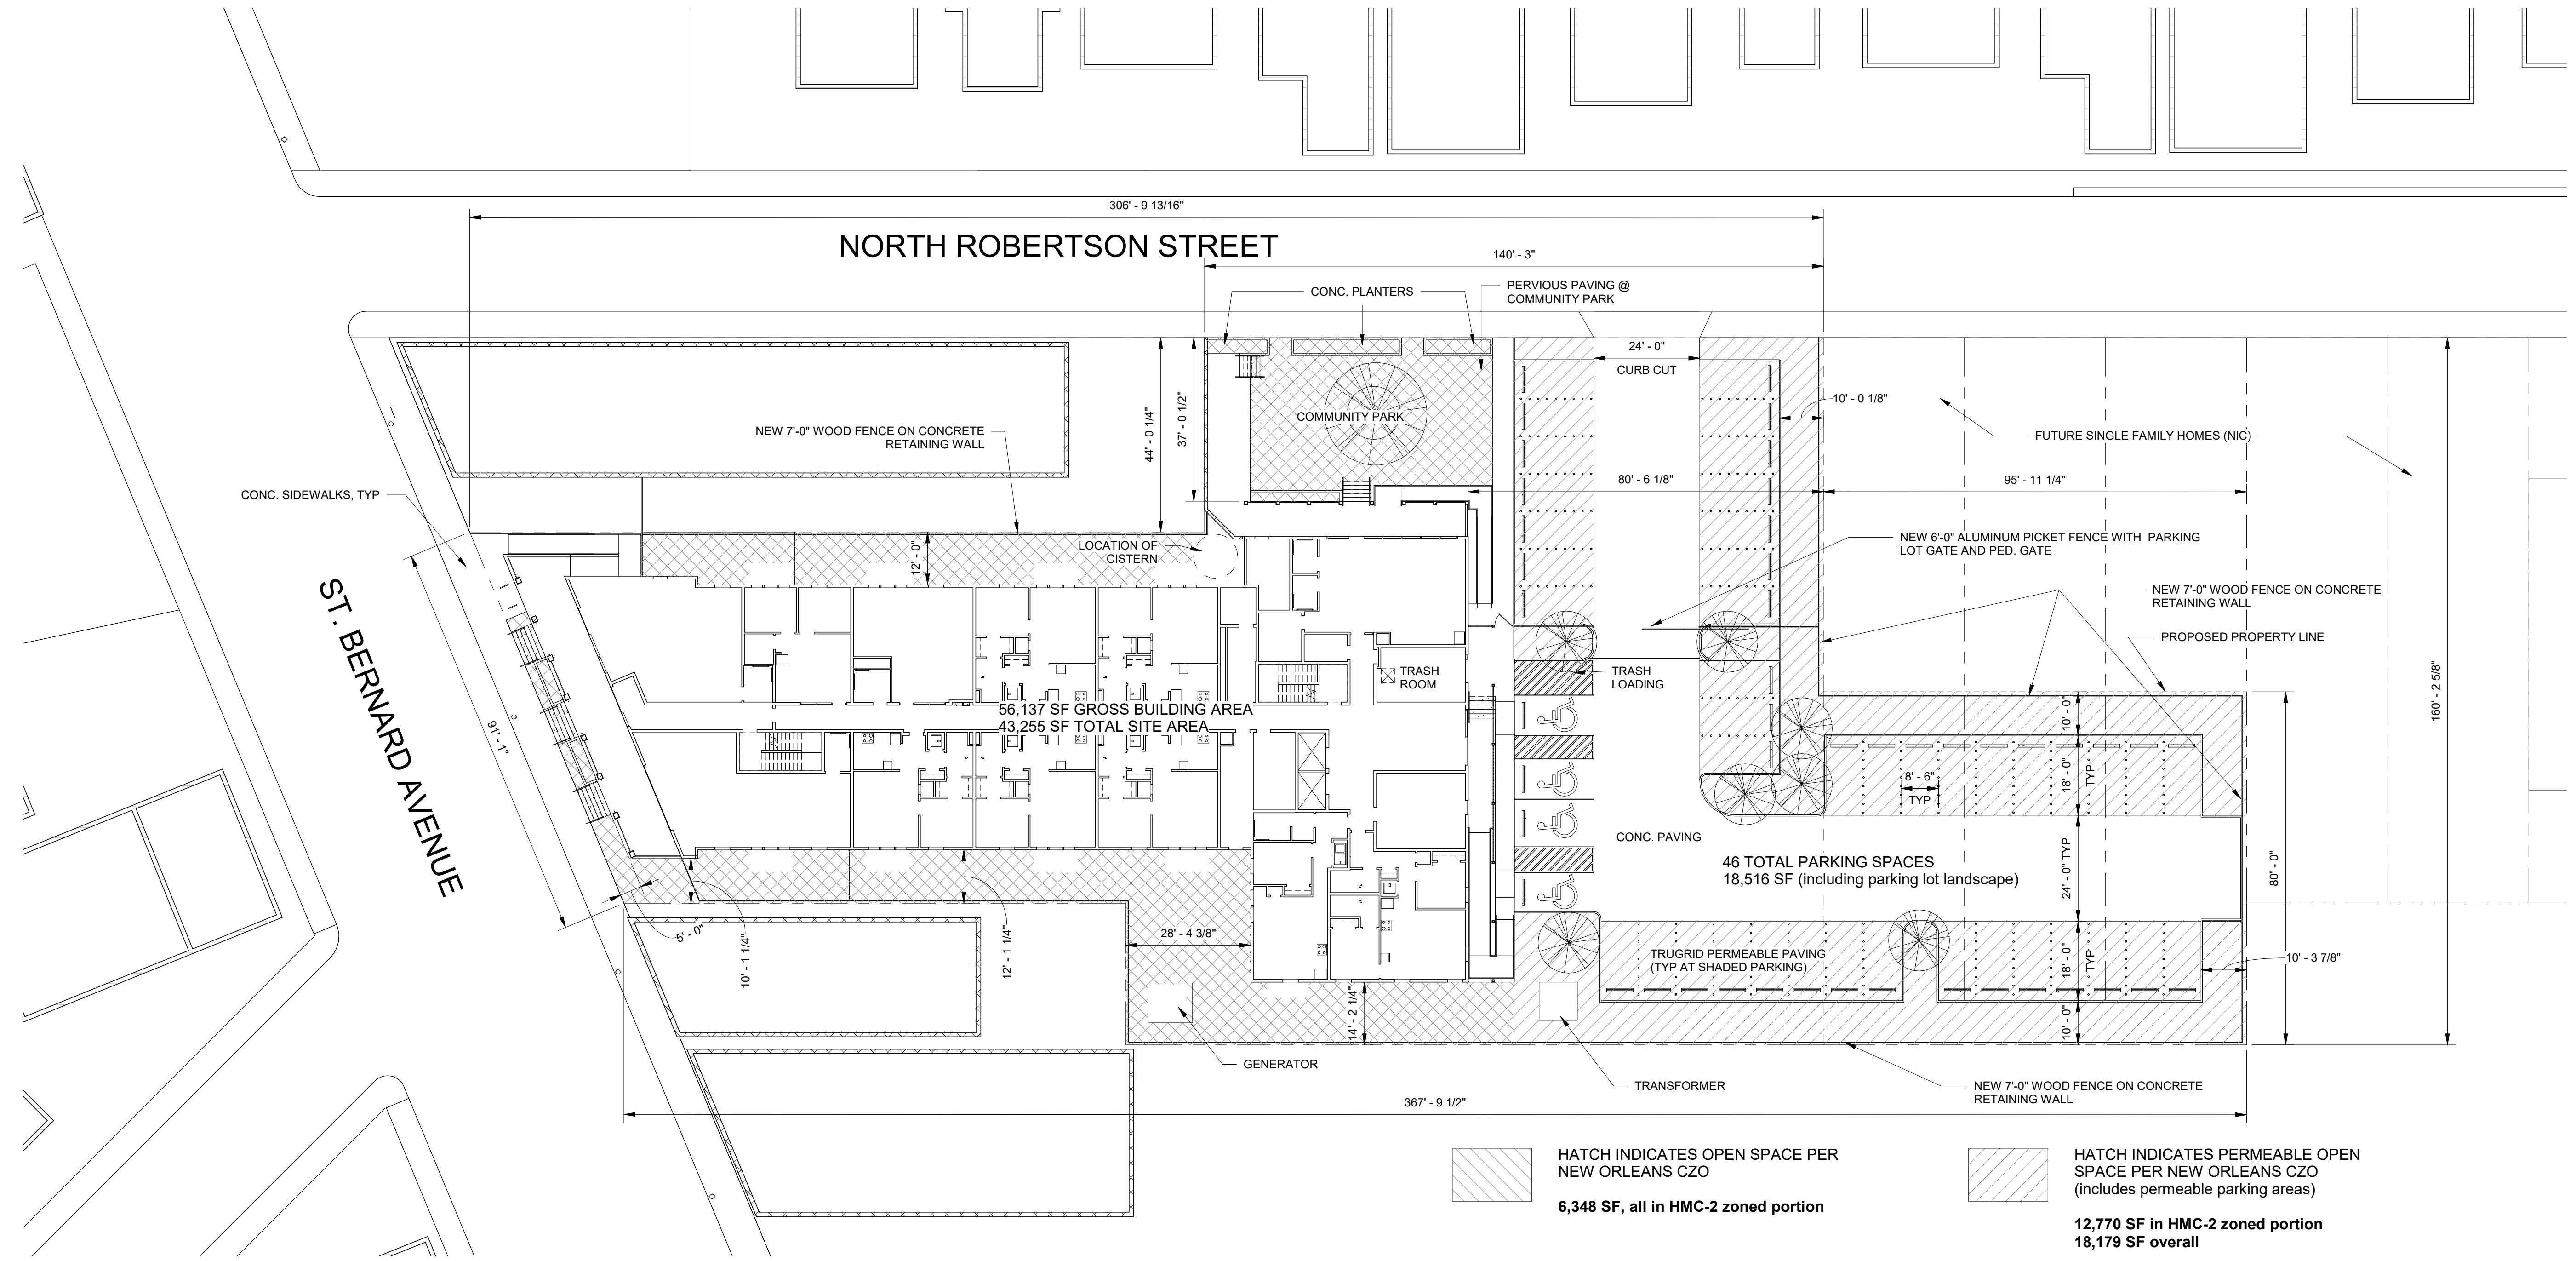 306' - 9 13/16"
NORTH ROBERTSON STREET
140' - 3"
CONC. PLANTERS
PERVIOUS PAVING @
COMMUNITY PARK
24' - 0"
CURB CUT
10' - 0 1/8"
COMMUNITY PARK
44' - 0 1/4"
37' - 0 1/2"
NEW 7'-0" WOOD FENCE ON CONCRETE
RETAINING WALL
FUTURE SINGLE FAMILY HOMES (NIC)
80' - 6 1/8"
95' - 11 1/4"
CONC. SIDEWALKS, TYP
NEW 6'-0" ALUMINUM PICKET FENCE WITH PARKING
LOT GATE AND PED. GATE
LOCATION OF
CISTERN
12' - 0"
NEW 7'-0" WOOD FENCE ON CONCRETE
RETAINING WALL
PROPOSED PROPERTY LINE
ST. BERNARD AVENUE
91' - 1"
TRASH
ROOM
TRASH
LOADING
160' - 2 5/8"
56,137 SF GROSS BUILDING AREA
43,255 SF TOTAL SITE AREA
10' - 0"
18' - 0"
TYP
8' - 6"
TYP
CONC. PAVING
46 TOTAL PARKING SPACES
18,516 SF (including parking lot landscape)
24' - 0" TYP
80' - 0"
5' - 0"
10' - 1 1/4"
12' - 1 1/4"
28' - 4 3/8"
TRUGRID PERMEABLE PAVING
(TYP AT SHADED PARKING)
18' - 0"
TYP
10' - 3 7/8"
14' - 2 1/4"
10' - 0"
GENERATOR
TRANSFORMER
NEW 7'-0" WOOD FENCE ON CONCRETE
RETAINING WALL
367' - 9 1/2"
HATCH INDICATES OPEN SPACE PER
NEW ORLEANS CZO
6,348 SF, all in HMC-2 zoned portion
HATCH INDICATES PERMEABLE OPEN
SPACE PER NEW ORLEANS CZO
(includes permeable parking areas)
12,770 SF in HMC-2 zoned portion
18,179 SF overall